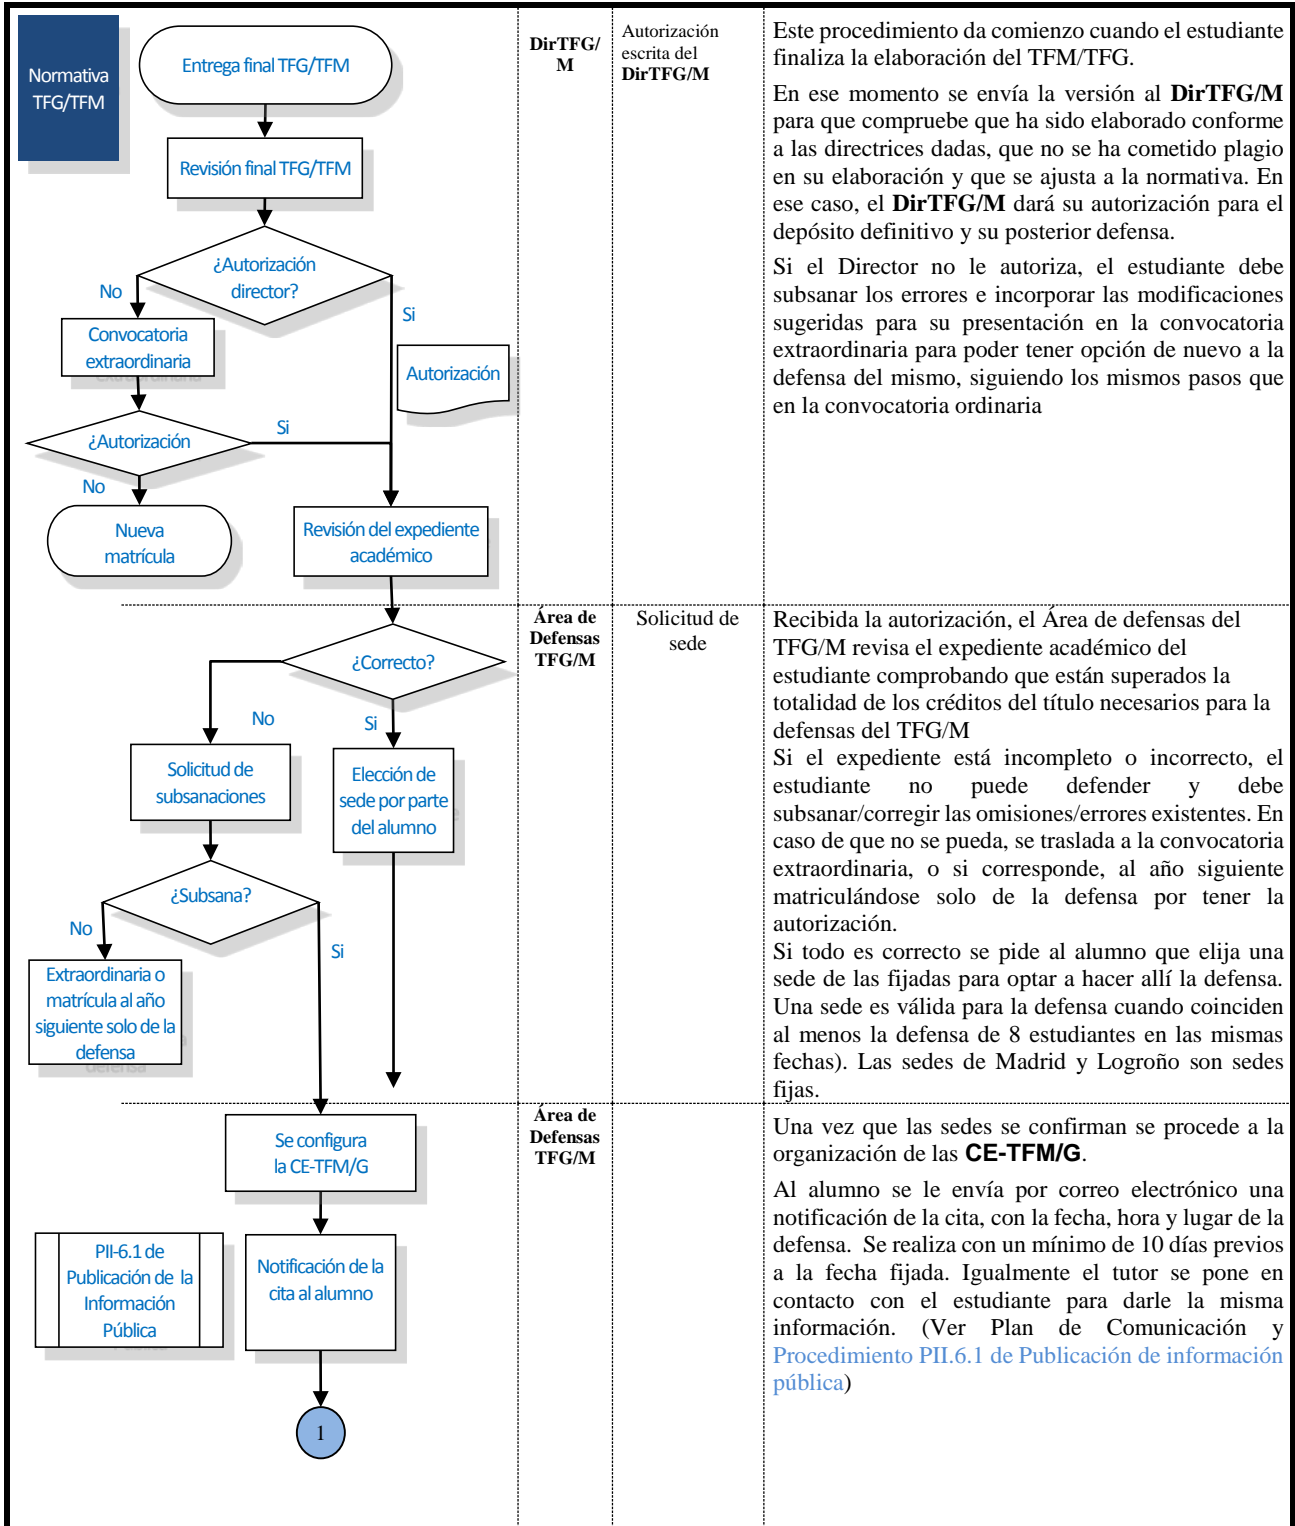 Normativa
TFG/TFM
Entrega final TFG/TFM
Revisión final TFG/TFM
¿Autorización
director?
No
Si
Convocatoria
extraordinaria
Autorización
¿Autorización
Si
No
Nueva
matrícula
Revisión del expediente
académico
DirTFG/
M
Autorización
escrita del
DirTFG/M
Este procedimiento da comienzo cuando el estudiante
finaliza la elaboración del TFM/TFG.
En ese momento se envía la versión al DirTFG/M
para que compruebe que ha sido elaborado conforme
a las directrices dadas, que no se ha cometido plagio
en su elaboración y que se ajusta a la normativa. En
ese caso, el DirTFG/M dará su autorización para el
depósito definitivo y su posterior defensa.
Si el Director no le autoriza, el estudiante debe
subsanar los errores e incorporar las modificaciones
sugeridas para su presentación en la convocatoria
extraordinaria para poder tener opción de nuevo a la
defensa del mismo, siguiendo los mismos pasos que
en la convocatoria ordinaria
¿Correcto?
No
Si
Solicitud de
subsanaciones
Elección de
sede por parte
del alumno
¿Subsana?
No
Si
Extraordinaria o
matrícula al año
siguiente solo de la
defensa
Área de
Defensas
TFG/M
Solicitud de
sede
Recibida la autorización, el Área de defensas del
TFG/M revisa el expediente académico del
estudiante comprobando que están superados la
totalidad de los créditos del título necesarios para la
defensas del TFG/M
Si el expediente está incompleto o incorrecto, el
estudiante no puede defender y debe
subsanar/corregir las omisiones/errores existentes. En
caso de que no se pueda, se traslada a la convocatoria
extraordinaria, o si corresponde, al año siguiente
matriculándose solo de la defensa por tener la
autorización.
Si todo es correcto se pide al alumno que elija una
sede de las fijadas para optar a hacer allí la defensa.
Una sede es válida para la defensa cuando coinciden
al menos la defensa de 8 estudiantes en las mismas
fechas). Las sedes de Madrid y Logroño son sedes
fijas.
Se configura
la CE-TFM/G
PII-6.1 de
Publicación de la
Información
Pública
Notificación de la
cita al alumno
1
Área de
Defensas
TFG/M
Una vez que las sedes se confirman se procede a la
organización de las CE-TFM/G.
Al alumno se le envía por correo electrónico una
notificación de la cita, con la fecha, hora y lugar de la
defensa. Se realiza con un mínimo de 10 días previos
a la fecha fijada. Igualmente el tutor se pone en
contacto con el estudiante para darle la misma
información. (Ver Plan de Comunicación y
Procedimiento PII.6.1 de Publicación de información
pública)